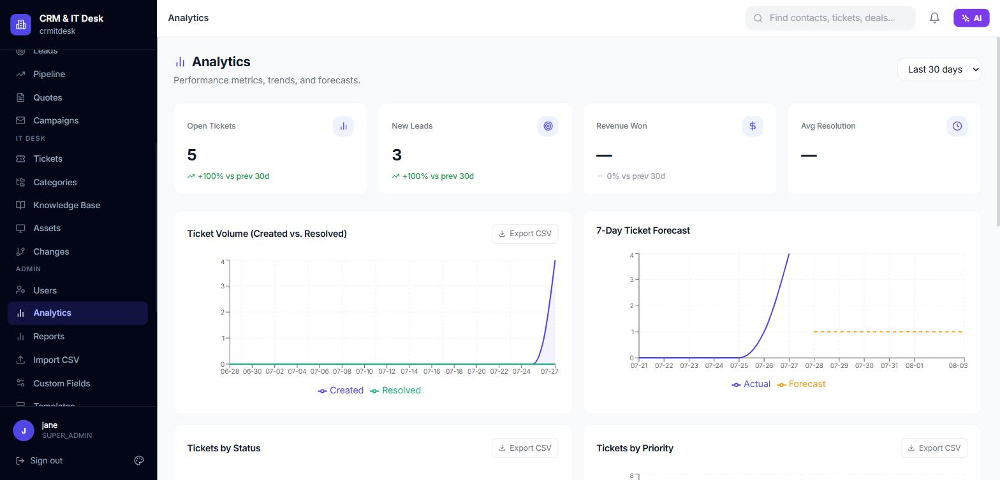 CRM & IT Desk
crmitdesk
Leads
Pipeline
Quotes
Campaigns
IT DESK
Tickets
Categories
Knowledge Base
Assets
Changes
ADMIN
Users
Analytics
Reports
Import CSV
Custom Fields
Templates
J
jane
SUPER_ADMIN
Sign out
Analytics
Find contacts, tickets, deals...
AI
Analytics
Performance metrics, trends, and forecasts.
Last 30 days
Open Tickets
5
+100% vs prev 30d
New Leads
3
+100% vs prev 30d
Revenue Won
—
0% vs prev 30d
Avg Resolution
—
Ticket Volume (Created vs. Resolved)
Export CSV
4
3
2
1
0
06-28 06-30 07-02 07-04 07-06 07-08 07-10 07-12 07-14 07-16 07-18 07-20 07-22 07-24 07-27
Created Resolved
7-Day Ticket Forecast
4
3
2
1
0
07-21 07-22 07-23 07-24 07-25 07-26 07-27 07-28 07-29 07-30 07-31 08-01 08-03
Actual Forecast
Tickets by Status
Export CSV
Tickets by Priority
Export CSV
8